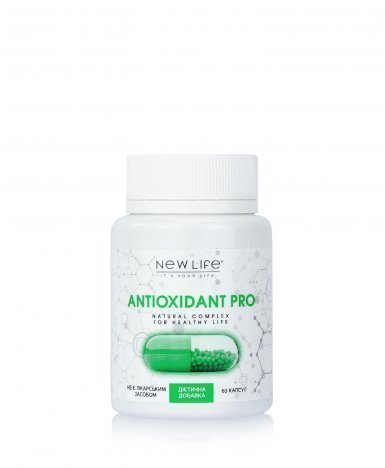 NEW LIFE®
IT'S YOUR LIFE.
ANTIOXIDANT PRO
NATURAL COMPLEX
FOR HEALTHY LIFE
НЕ Є ЛІКАРСЬКИМ
ЗАСОБОМ
ДІЄТИЧНА
ДОБАВКА
60 КАПСУЛ